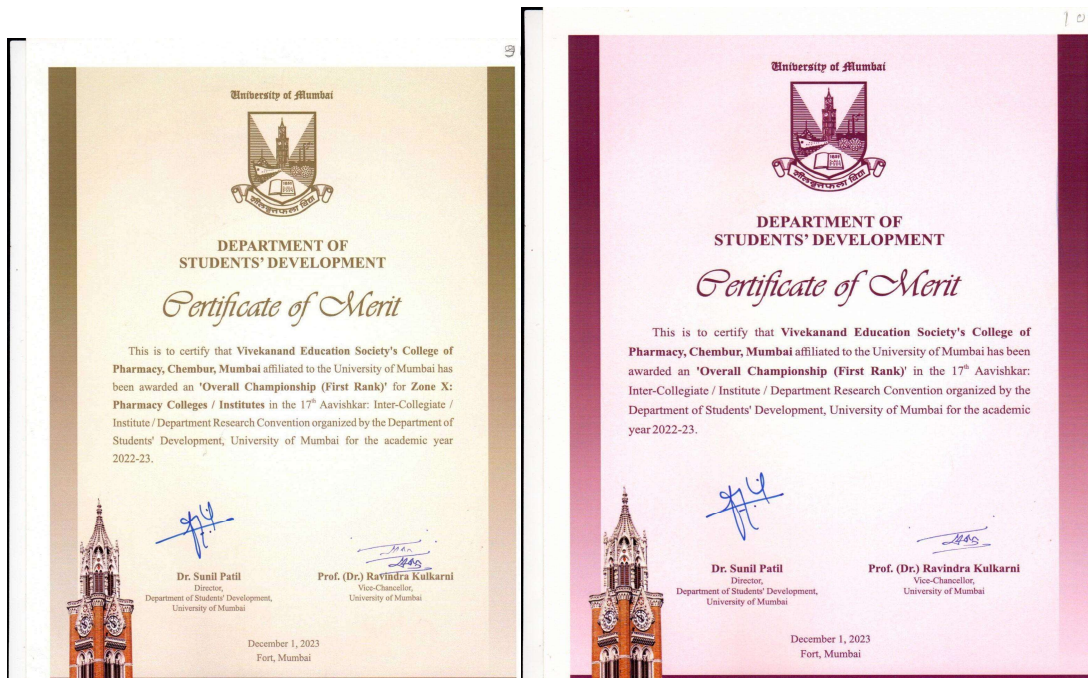 9
University of Mumbai
शीलवृत्तफला विद्या
DEPARTMENT OF
STUDENTS' DEVELOPMENT
Certificate of Merit
This is to certify that Vivekanand Education Society's College of
Pharmacy, Chembur, Mumbai affiliated to the University of Mumbai has
been awarded an 'Overall Championship (First Rank)' for Zone X:
Pharmacy Colleges / Institutes in the 17th Aavishkar: Inter-Collegiate /
Institute / Department Research Convention organized by the Department of
Students' Development, University of Mumbai for the academic year
2022-23.
Dr. Sunil Patil
Director,
Department of Students' Development,
University of Mumbai
Prof. (Dr.) Ravindra Kulkarni
Vice-Chancellor,
University of Mumbai
December 1, 2023
Fort, Mumbai
10
University of Mumbai
शीलवृत्तफला विद्या
DEPARTMENT OF
STUDENTS' DEVELOPMENT
Certificate of Merit
This is to certify that Vivekanand Education Society's College of
Pharmacy, Chembur, Mumbai affiliated to the University of Mumbai has been
awarded an 'Overall Championship (First Rank)' in the 17th Aavishkar:
Inter-Collegiate / Institute / Department Research Convention organized by the
Department of Students' Development, University of Mumbai for the academic
year 2022-23.
Dr. Sunil Patil
Director,
Department of Students' Development,
University of Mumbai
Prof. (Dr.) Ravindra Kulkarni
Vice-Chancellor,
University of Mumbai
December 1, 2023
Fort, Mumbai